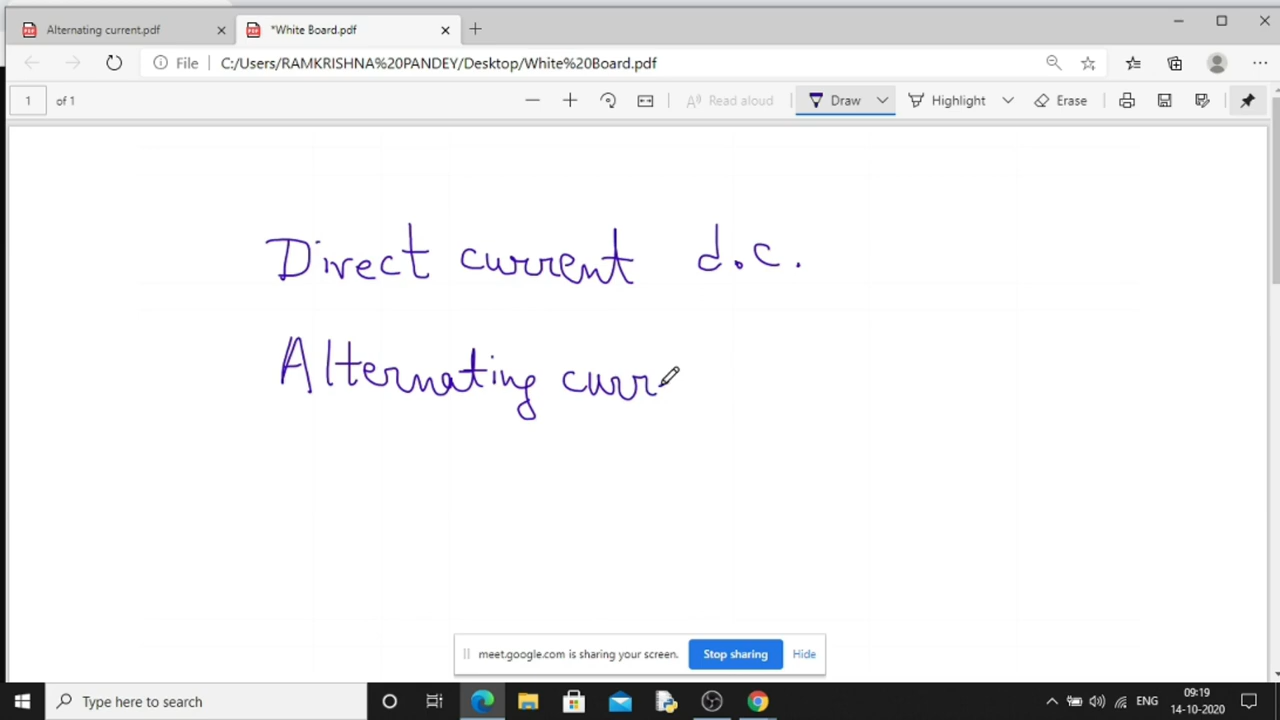 Alternating current.pdf
*White Board.pdf
File
C:/Users/RAMKRISHNA%20PANDEY/Desktop/White%20Board.pdf
1 of 1
Read aloud
Draw
Highlight
Erase
Direct current d.c.
Alternating curr
meet.google.com is sharing your screen. Stop sharing Hide
Type here to search
ENG
09:19
14-10-2020